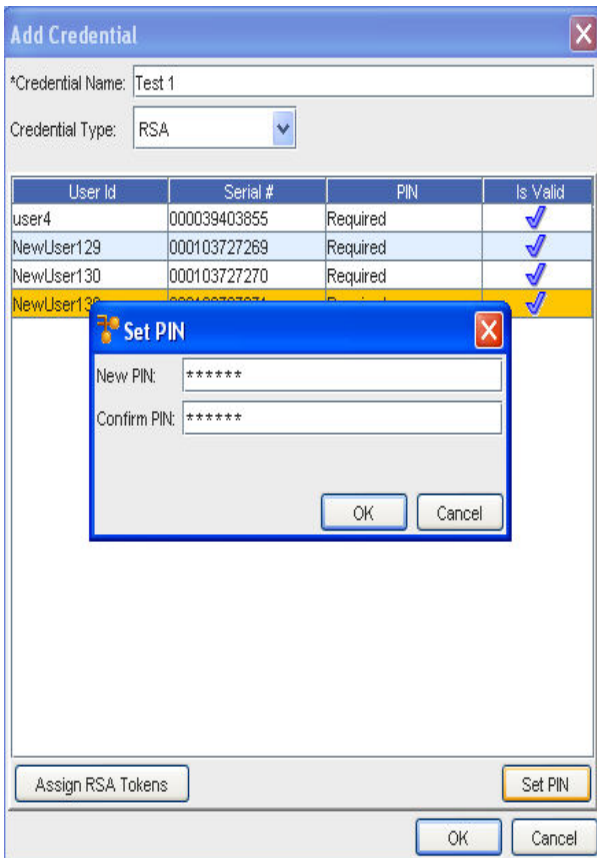 Add Credential
*Credential Name: Test 1
Credential Type: RSA
User Id Serial # PIN Is Valid
user4 000039403855 Required
NewUser129 000103727269 Required
NewUser130 000103727270 Required
Set PIN
New PIN: ******
Confirm PIN: ******
OK Cancel
Assign RSA Tokens Set PIN
OK Cancel